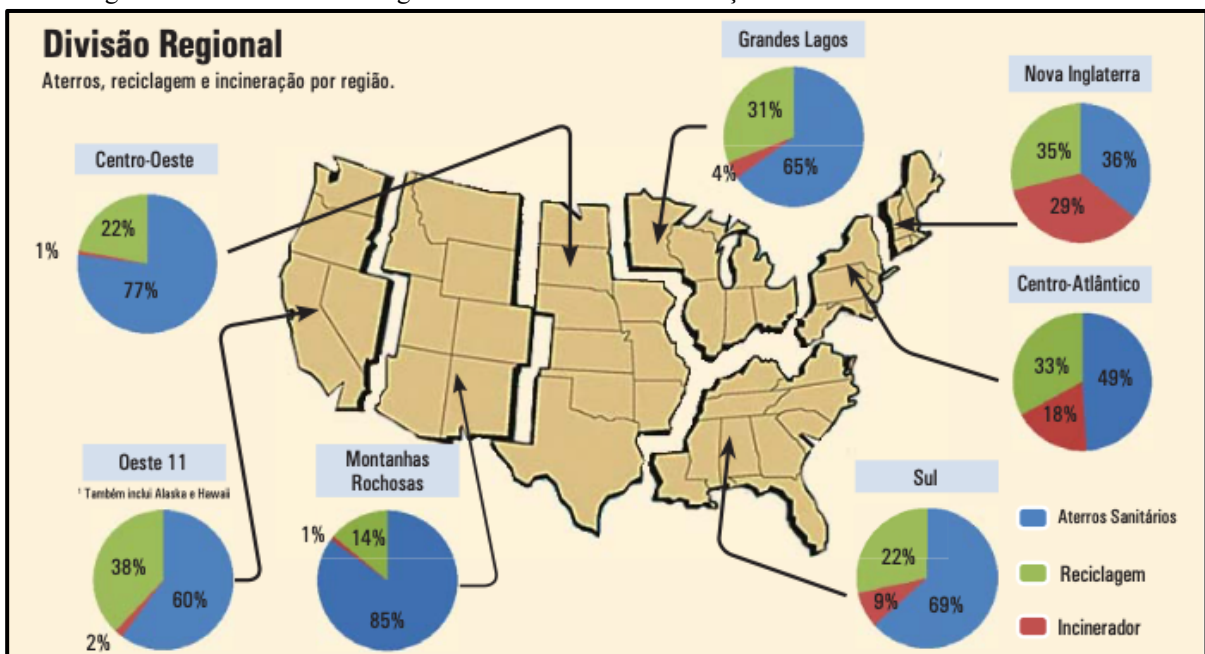 Divisão Regional
Aterros, reciclagem e incineração por região.
Grandes Lagos
31%
4%
65%
Nova Inglaterra
35%
36%
29%
Centro-Oeste
22%
1%
77%
Centro-Atlântico
33%
49%
18%
Oeste 11
¹ Também inclui Alaska e Hawaii
38%
60%
2%
Montanhas
Rochosas
1%
14%
85%
Sul
22%
9%
69%
Aterros Sanitários
Reciclagem
Incinerador